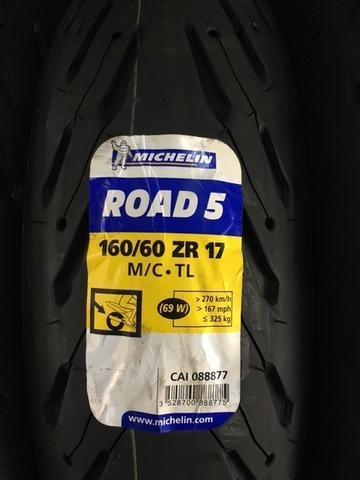 MICHELIN
ROAD 5
160/60 ZR 17
M/C • TL
(69 W)
> 270 km/h
> 167 mph
≤ 325 kg
CAI 088877
3 528700 888775
www.michelin.com